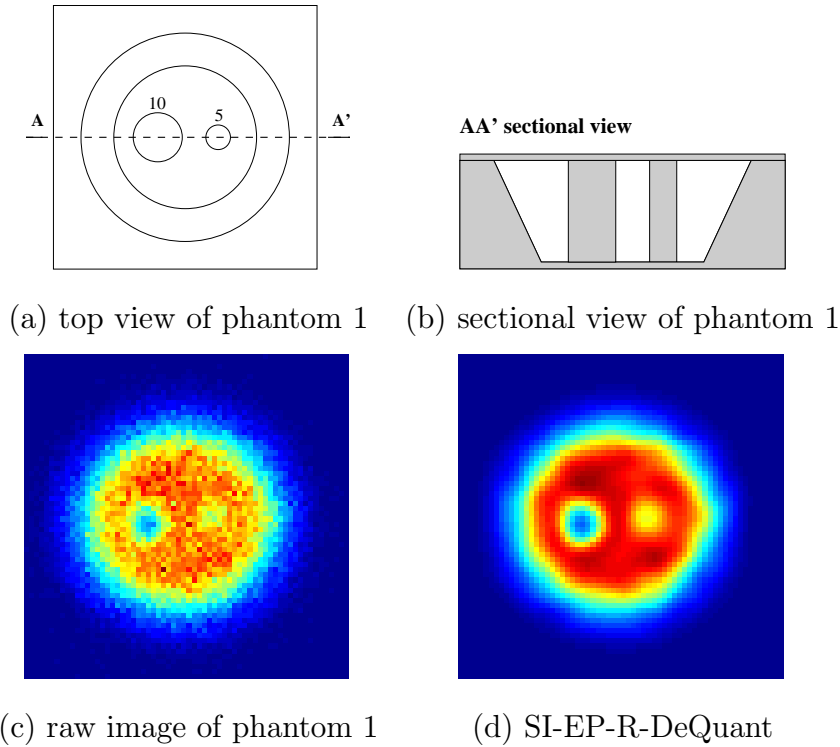 10
5
A
A'
AA' sectional view
(a) top view of phantom 1
(b) sectional view of phantom 1
(c) raw image of phantom 1
(d) SI-EP-R-DeQuant